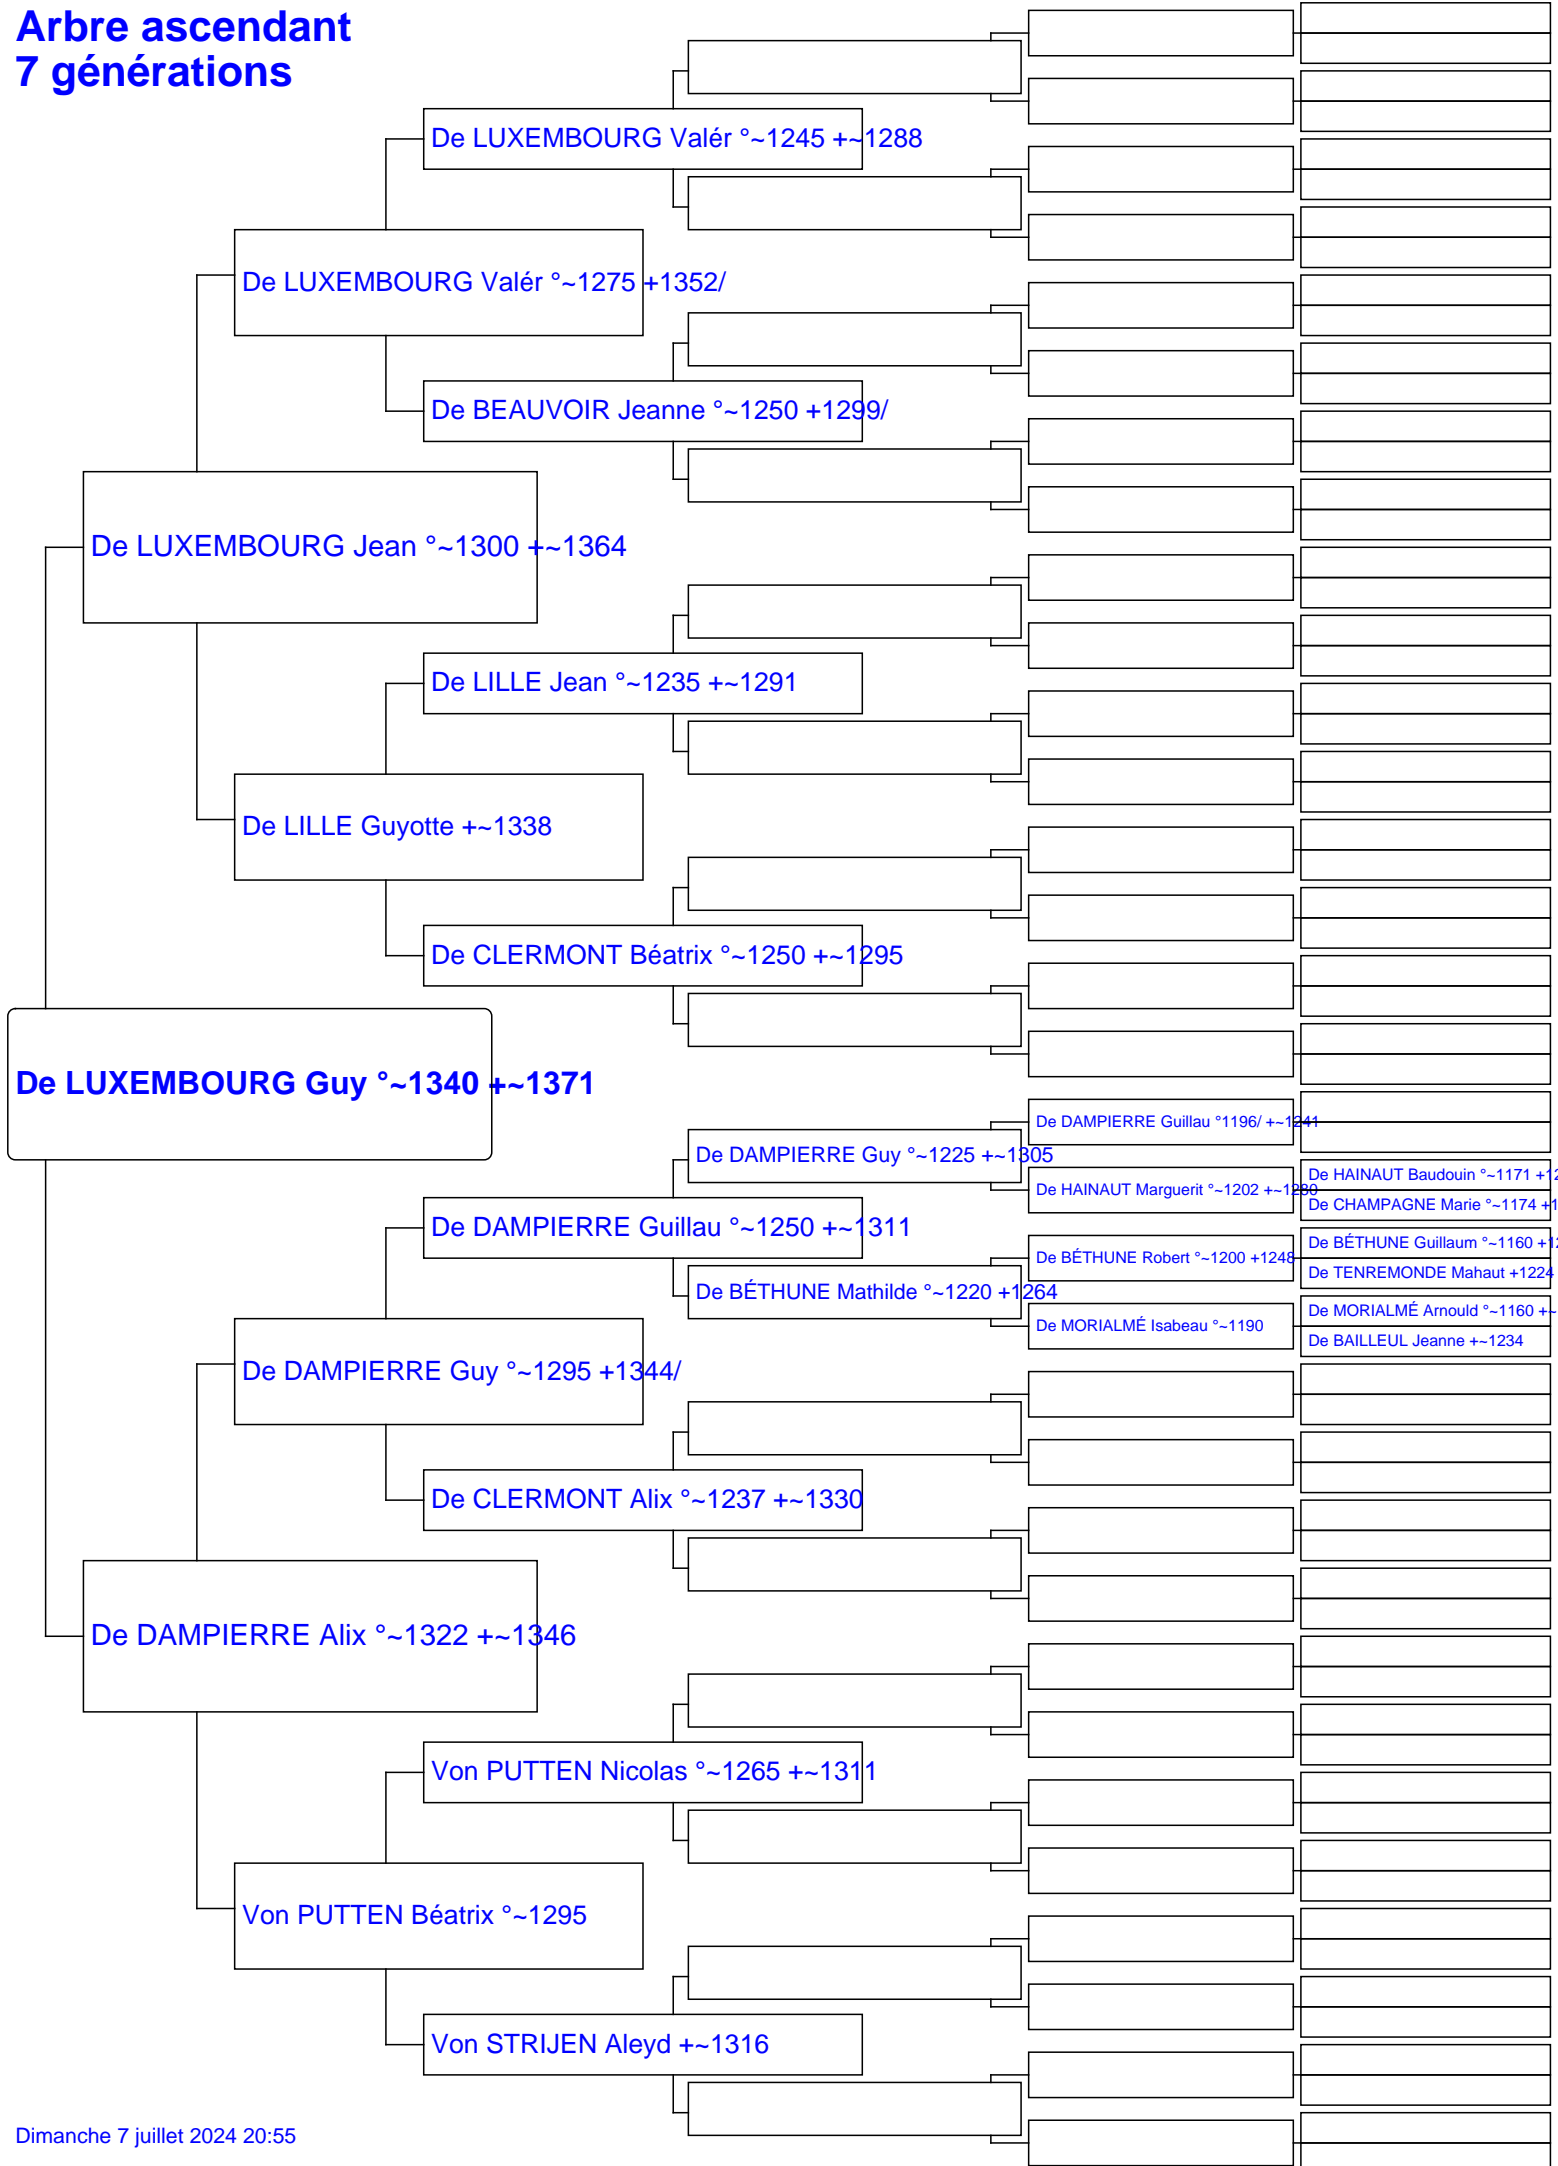 Arbre ascendant
7 générations
De LUXEMBOURG Valér °~1245 +~1288
De LUXEMBOURG Valér °~1275 +1352/
De BEAUVOIR Jeanne °~1250 +1299/
De LUXEMBOURG Jean °~1300 +~1364
De LILLE Jean °~1235 +~1291
De LILLE Guyotte +~1338
De CLERMONT Béatrix °~1250 +~1295
De LUXEMBOURG Guy °~1340 +~1371
De DAMPIERRE Guillau °1196/ +~1241
De DAMPIERRE Guy °~1225 +~1305
De HAINAUT Baudouin °~1171 +12
De HAINAUT Marguerit °~1202 +~1280
De CHAMPAGNE Marie °~1174 +1
De DAMPIERRE Guillau °~1250 +~1311
De BÉTHUNE Guillaum °~1160 +12
De BÉTHUNE Robert °~1200 +1248
De TENREMONDE Mahaut +1224
De BÉTHUNE Mathilde °~1220 +1264
De MORIALMÉ Arnould °~1160 +~
De MORIALMÉ Isabeau °~1190
De BAILLEUL Jeanne +~1234
De DAMPIERRE Guy °~1295 +1344/
De CLERMONT Alix °~1237 +~1330
De DAMPIERRE Alix °~1322 +~1346
Von PUTTEN Nicolas °~1265 +~1311
Von PUTTEN Béatrix °~1295
Von STRIJEN Aleyd +~1316
Dimanche 7 juillet 2024 20:55